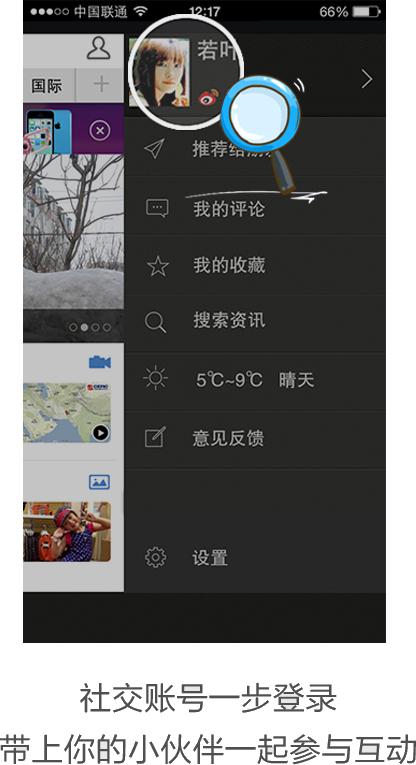 中国联通 12:17 66%
若叶
国际
推荐给朋
我的评论
我的收藏
搜索资讯
5℃~9℃ 晴天
意见反馈
设置
社交账号一步登录
带上你的小伙伴一起参与互动